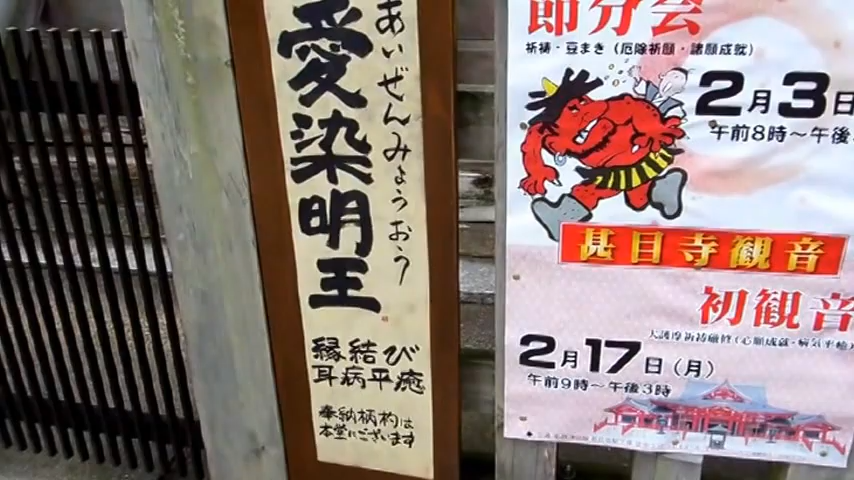 愛染明王
あいぜんみょうおう
縁結び
耳病平癒
奉納柄杓は
本堂にございます
節分会
祈祷・豆まき（厄除祈願・諸願成就）
2月3日
午前8時～午後
甚目寺観音
初観音
大護摩祈祷厳修（心願成就・病気平癒
2月17日（月）
午前9時～午後3時